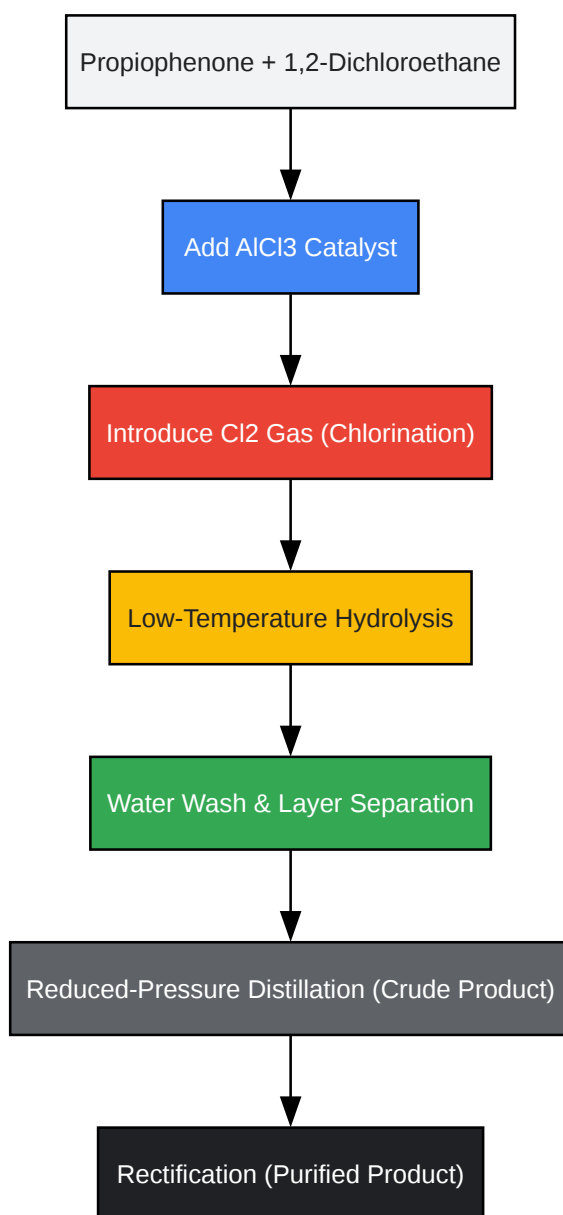 Propiophenone + 1,2-Dichloroethane
Add AlCl3 Catalyst
Introduce Cl2 Gas (Chlorination)
Low-Temperature Hydrolysis
Water Wash & Layer Separation
Reduced-Pressure Distillation (Crude Product)
Rectification (Purified Product)